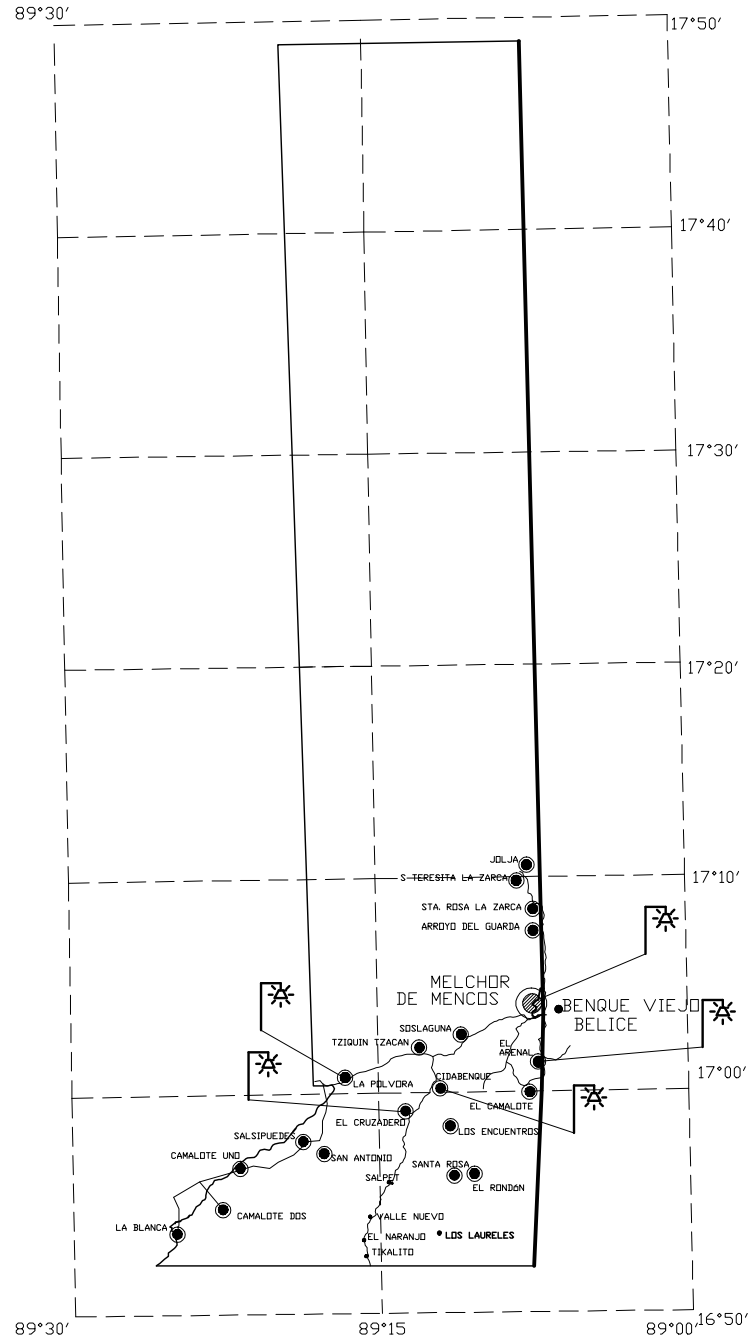 89°30′
17°50′
17°40′
17°30′
17°20′
17°10′
JOLJA
S TERESITA LA ZARCA
STA. ROSA LA ZARCA
ARROYO DEL GUARDA
MELCHOR
DE MENCOS
BENQUE VIEJO
BELICE
SOSLAGUNA
TZIQUIN TZACAN
EL
ARENAL
17°00′
CIDABENQUE
LA POLVORA
EL CAMALOTE
EL CRUZADERO
LOS ENCUENTROS
SALSIPUEDES
CAMALOTE UNO
SAN ANTONIO
SANTA ROSA
SALPET
EL RONDóN
CAMALOTE DOS
VALLE NUEVO
LA BLANCA
EL NARANJO
LOS LAURELES
TIKALITO
89°30′
89°15
89°00′
16°50′